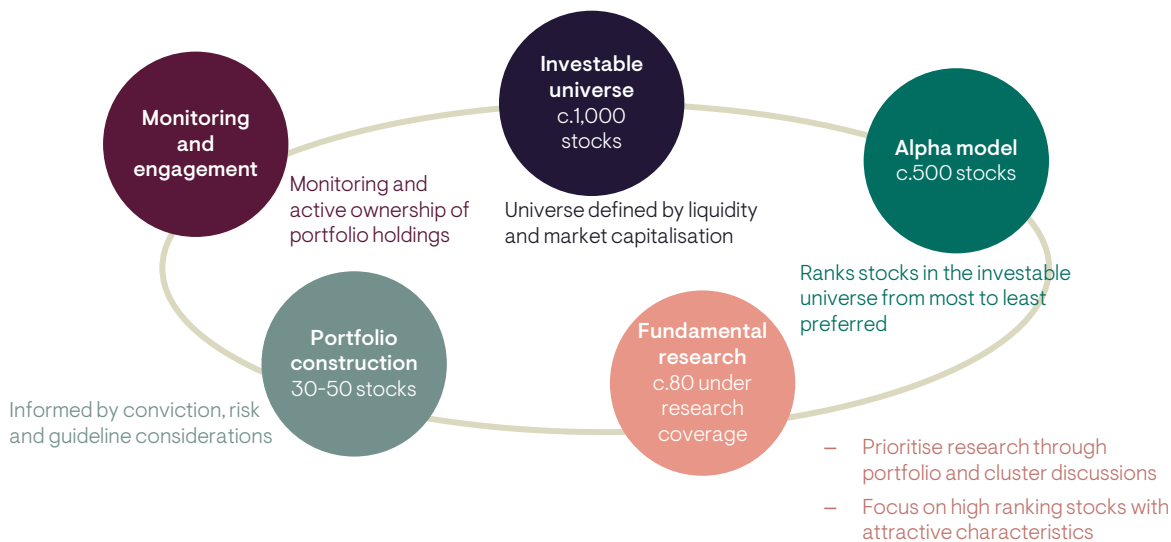 Investable
universe
c.1,000
stocks
Universe defined by liquidity
and market capitalisation
Alpha model
c.500 stocks
Ranks stocks in the investable
universe from most to least
preferred
Fundamental
research
c.80 under
research
coverage
– Prioritise research through
portfolio and cluster discussions
– Focus on high ranking stocks with
attractive characteristics
Portfolio
construction
30-50 stocks
Informed by conviction, risk
and guideline considerations
Monitoring
and
engagement
Monitoring and
active ownership of
portfolio holdings